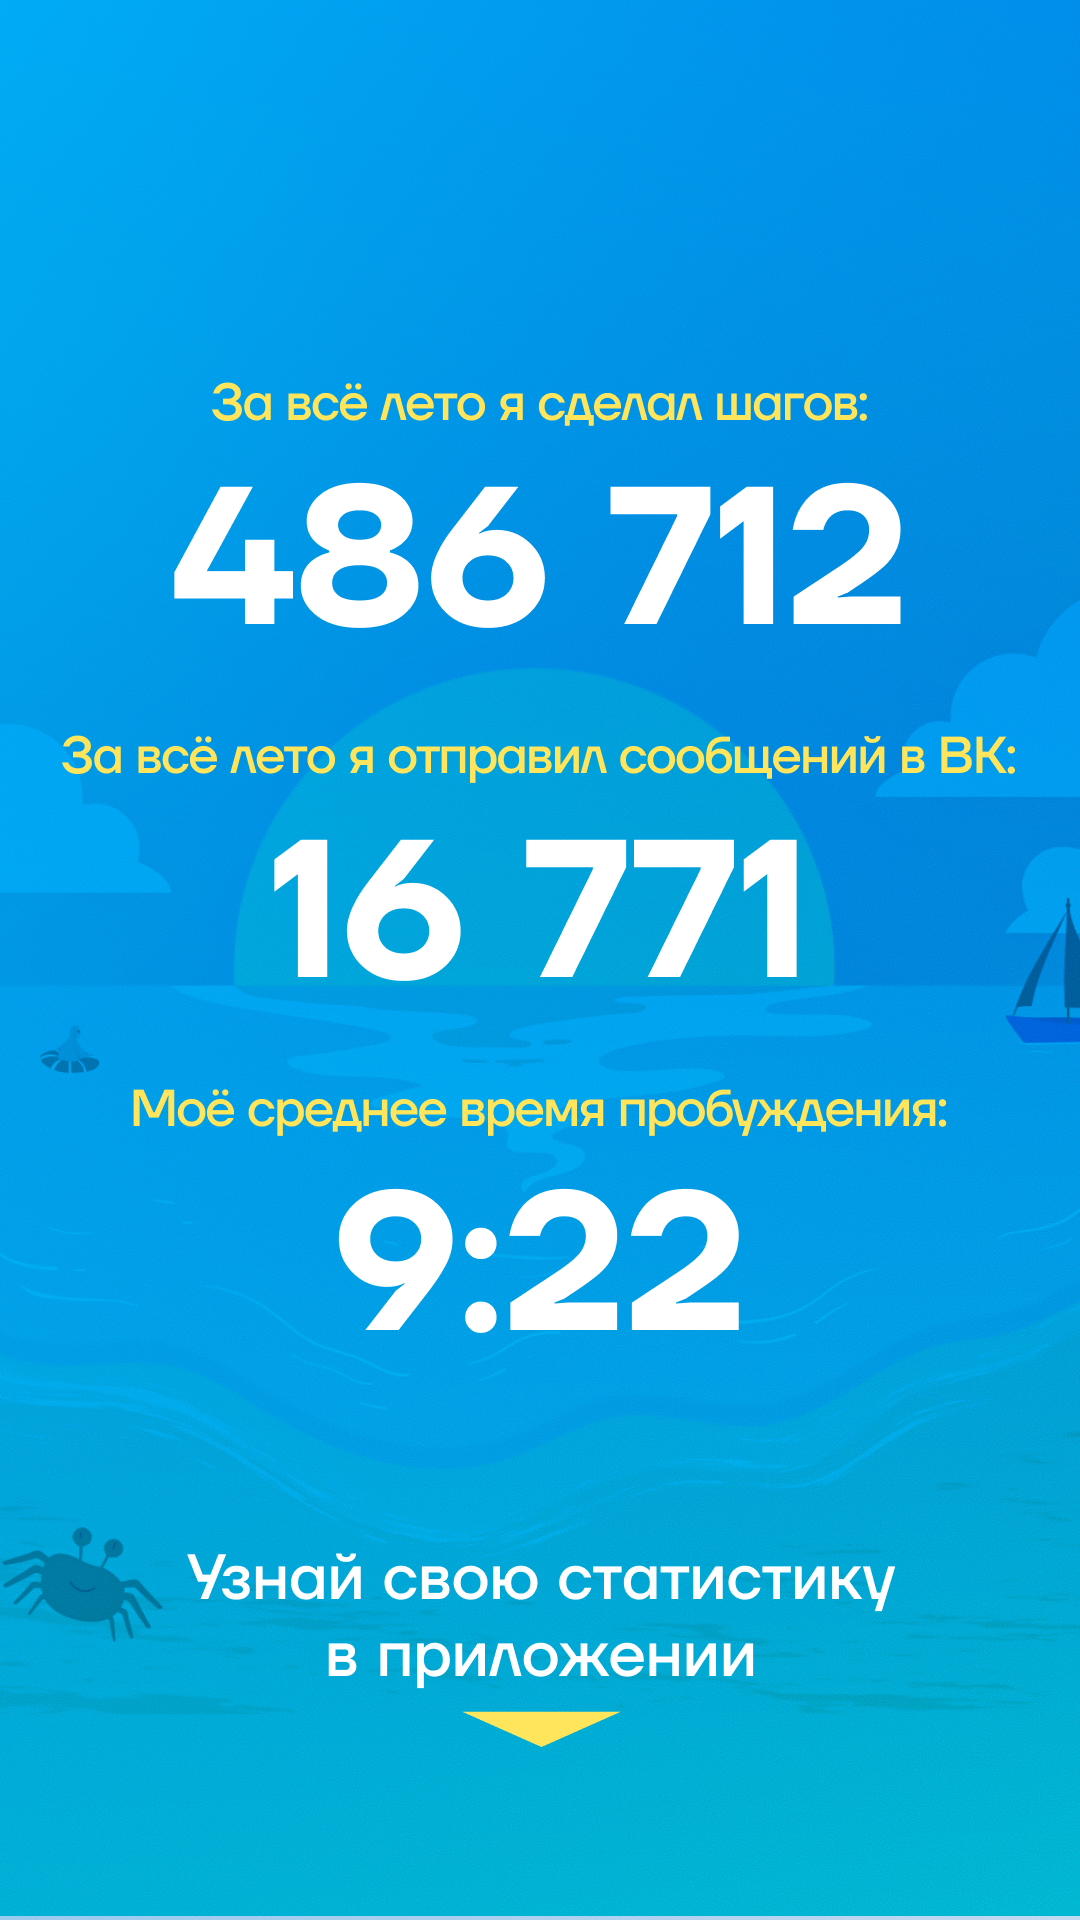 За всё лето я сделал шагов:
486 712
За всё лето я отправил сообщений в ВК:
16 771
Моё среднее время пробуждения:
9:22
Узнай свою статистику
в приложении